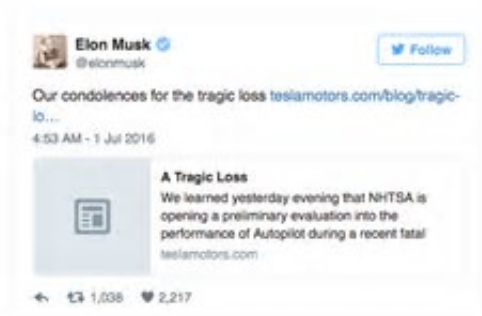 Elon Musk
@elonmusk
Follow
Our condolences for the tragic loss teslamotors.com/blog/tragic-
lo...
4:53 AM - 1 Jul 2016
A Tragic Loss
We learned yesterday evening that NHTSA is
opening a preliminary evaluation into the
performance of Autopilot during a recent fatal
teslamotors.com
1,038 2,217